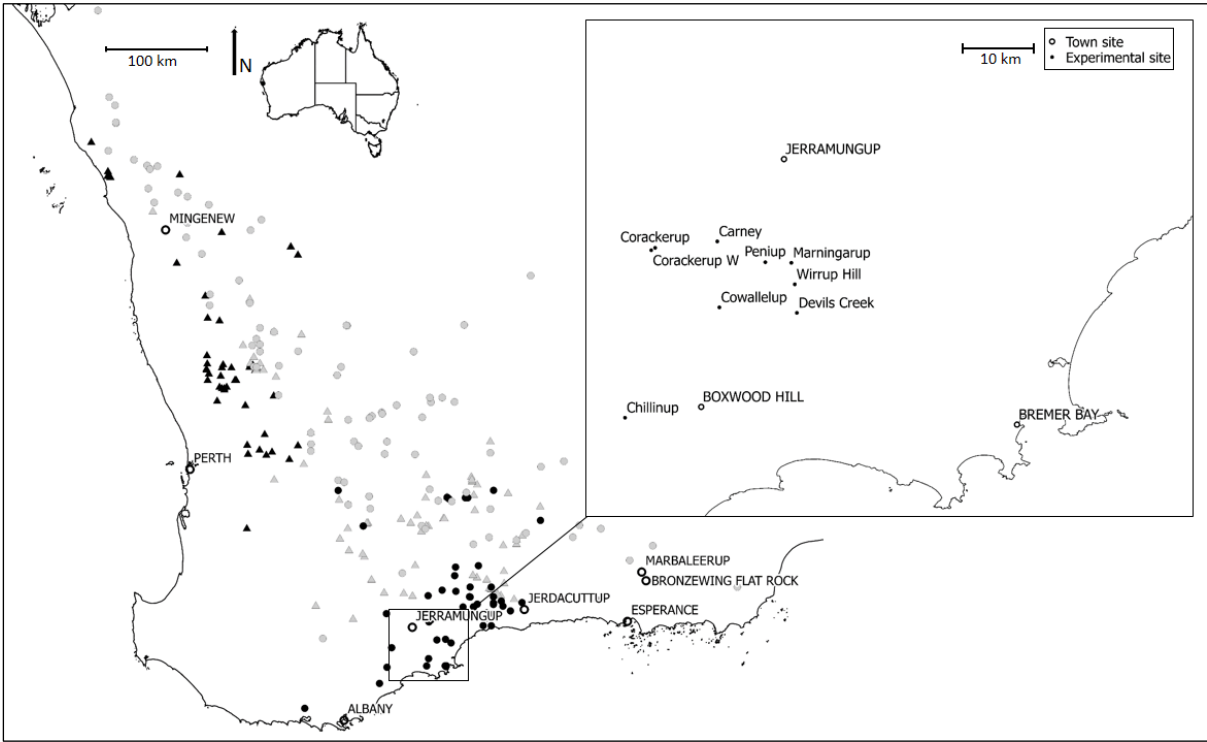 100 km
N
10 km
Town site
Experimental site
JERRAMUNGUP
MINGENEW
Carney
Corackerup
Corackerup W
Peniup
Marningarup
Wirrup Hill
Cowallelup
Devils Creek
BOXWOOD HILL
Chillinup
BREMER BAY
PERTH
MARBALEERUP
BRONZEWING FLAT ROCK
JERDACUTTUP
JERRAMUNGUP
ESPERANCE
ALBANY